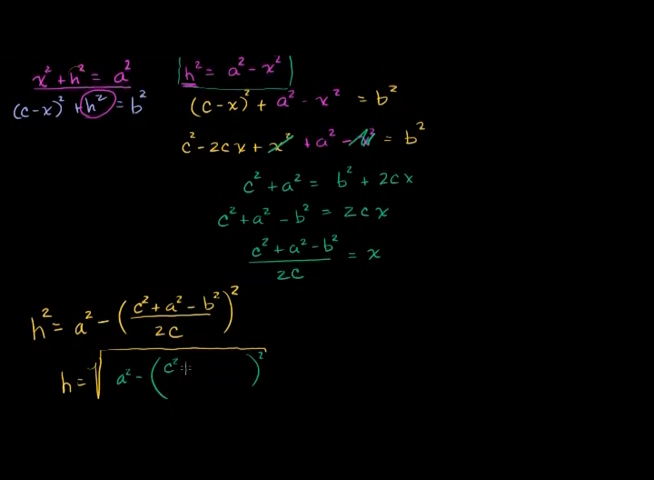 x² + h² = a²
(c-x)² + h² = b²
h² = a² - x²
(c-x)² + a² - x² = b²
c² - 2cx + x² + a² - x² = b²
c² + a² = b² + 2cx
c² + a² - b² = 2cx
(c² + a² - b²)/2c = x
h² = a² - ((c² + a² - b²)/2c)²
h = √(a² - (c² + )²)